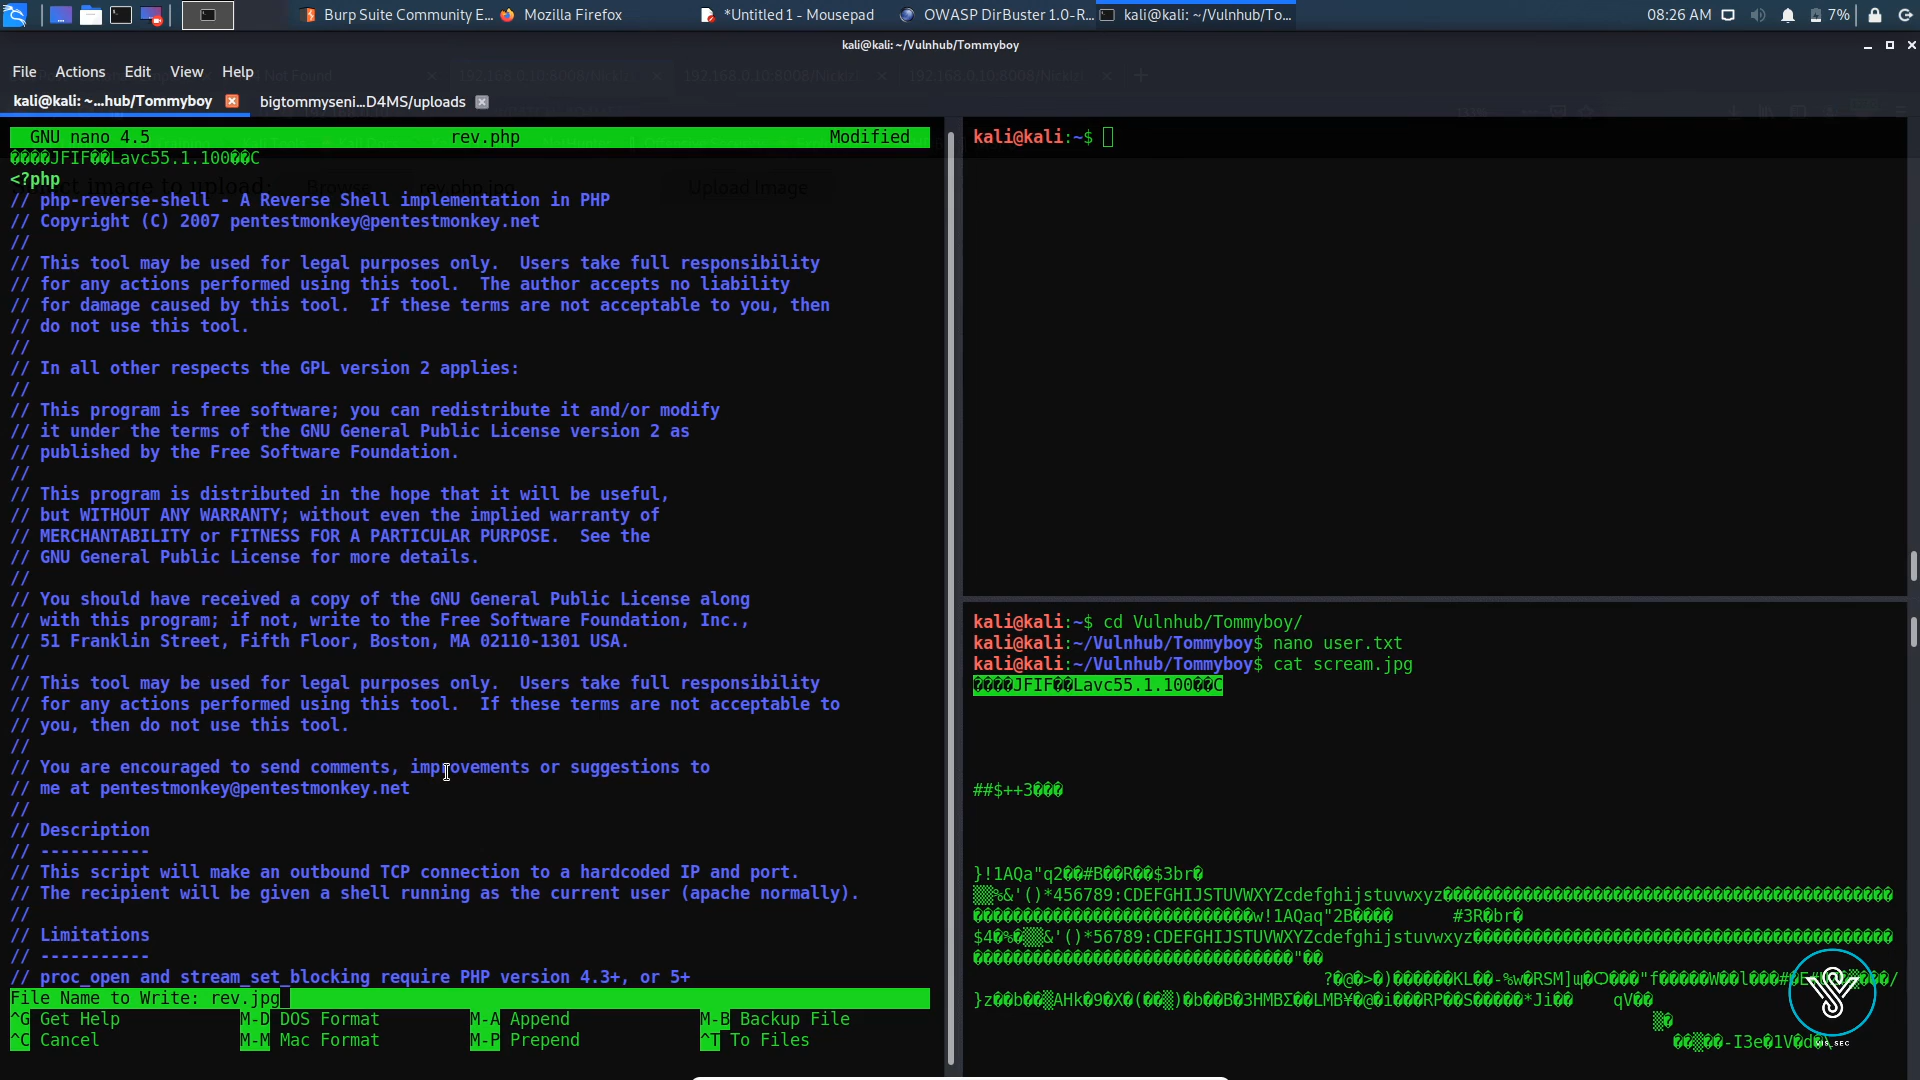 Burp Suite Community E...
Mozilla Firefox
*Untitled 1 - Mousepad
OWASP DirBuster 1.0-R...
kali@kali: ~/Vulnhub/To...
08:26 AM
7%
kali@kali: ~/Vulnhub/Tommyboy
File Actions Edit View Help
kali@kali: ~...hub/Tommyboy
bigtommyseni...D4MS/uploads
GNU nano 4.5 rev.php Modified
����JFIF��Lavc55.1.100��C
<?php
// php-reverse-shell - A Reverse Shell implementation in PHP
// Copyright (C) 2007 pentestmonkey@pentestmonkey.net
//
// This tool may be used for legal purposes only.  Users take full responsibility
// for any actions performed using this tool.  The author accepts no liability
// for damage caused by this tool.  If these terms are not acceptable to you, then
// do not use this tool.
//
// In all other respects the GPL version 2 applies:
//
// This program is free software; you can redistribute it and/or modify
// it under the terms of the GNU General Public License version 2 as
// published by the Free Software Foundation.
//
// This program is distributed in the hope that it will be useful,
// but WITHOUT ANY WARRANTY; without even the implied warranty of
// MERCHANTABILITY or FITNESS FOR A PARTICULAR PURPOSE.  See the
// GNU General Public License for more details.
//
// You should have received a copy of the GNU General Public License along
// with this program; if not, write to the Free Software Foundation, Inc.,
// 51 Franklin Street, Fifth Floor, Boston, MA 02110-1301 USA.
//
// This tool may be used for legal purposes only.  Users take full responsibility
// for any actions performed using this tool.  If these terms are not acceptable to
// you, then do not use this tool.
//
// You are encouraged to send comments, improvements or suggestions to
// me at pentestmonkey@pentestmonkey.net
//
// Description
// -----------
// This script will make an outbound TCP connection to a hardcoded IP and port.
// The recipient will be given a shell running as the current user (apache normally).
//
// Limitations
// -----------
// proc_open and stream_set_blocking require PHP version 4.3+, or 5+
File Name to Write: rev.jpg
^G Get Help M-D DOS Format M-A Append M-B Backup File
^C Cancel M-M Mac Format M-P Prepend ^T To Files
kali@kali:~$
kali@kali:~$ cd Vulnhub/Tommyboy/
kali@kali:~/Vulnhub/Tommyboy$ nano user.txt
kali@kali:~/Vulnhub/Tommyboy$ cat scream.jpg
����JFIF��Lavc55.1.100��C
##$++3���
}!1AQa"q2��#B��R��$3br�
%&'()*456789:CDEFGHIJSTUVWXYZcdefghijstuvwxyz
w!1AQaq"2B���� #3R�br�
$4�%�&'()*56789:CDEFGHIJSTUVWXYZcdefghijstuvwxyz